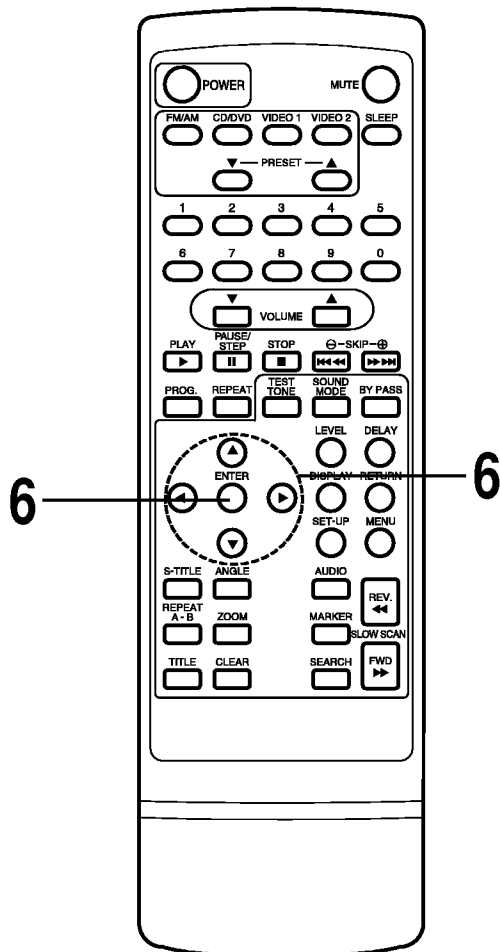 POWER MUTE
FM/AM CD/DVD VIDEO 1 VIDEO 2 SLEEP
▼ — PRESET — ▲
1 2 3 4 5
6 7 8 9 0
▼ VOLUME ▲
PLAY PAUSE/STEP STOP ⊖-SKIP-⊕
PROG. REPEAT TEST TONE SOUND MODE BY PASS
LEVEL DELAY
ENTER DISPLAY RETURN
6 6
SET-UP MENU
S-TITLE ANGLE AUDIO REV.
REPEAT A-B ZOOM MARKER SLOW SCAN
TITLE CLEAR SEARCH FWD